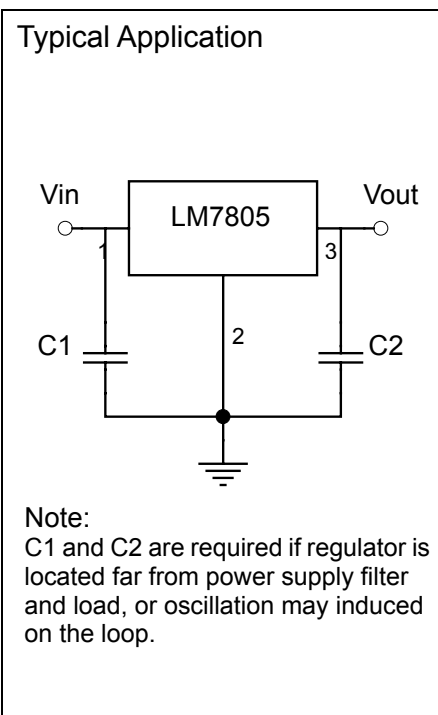 Typical Application
Vin
LM7805
Vout
1
3
C1
2
C2
Note:
C1 and C2 are required if regulator is
located far from power supply filter
and load, or oscillation may induced
on the loop.